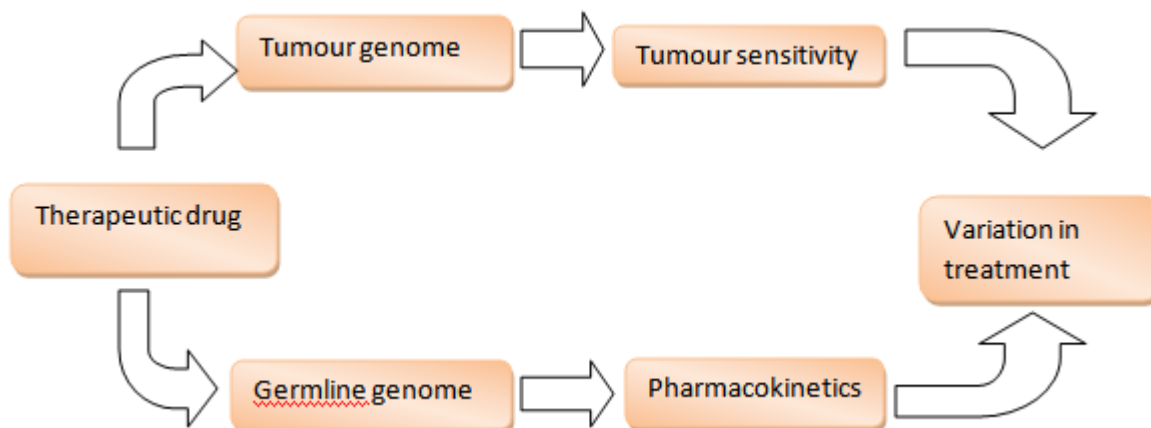 Tumour genome
Tumour sensitivity
Therapeutic drug
Variation in
treatment
Germline genome
Pharmacokinetics